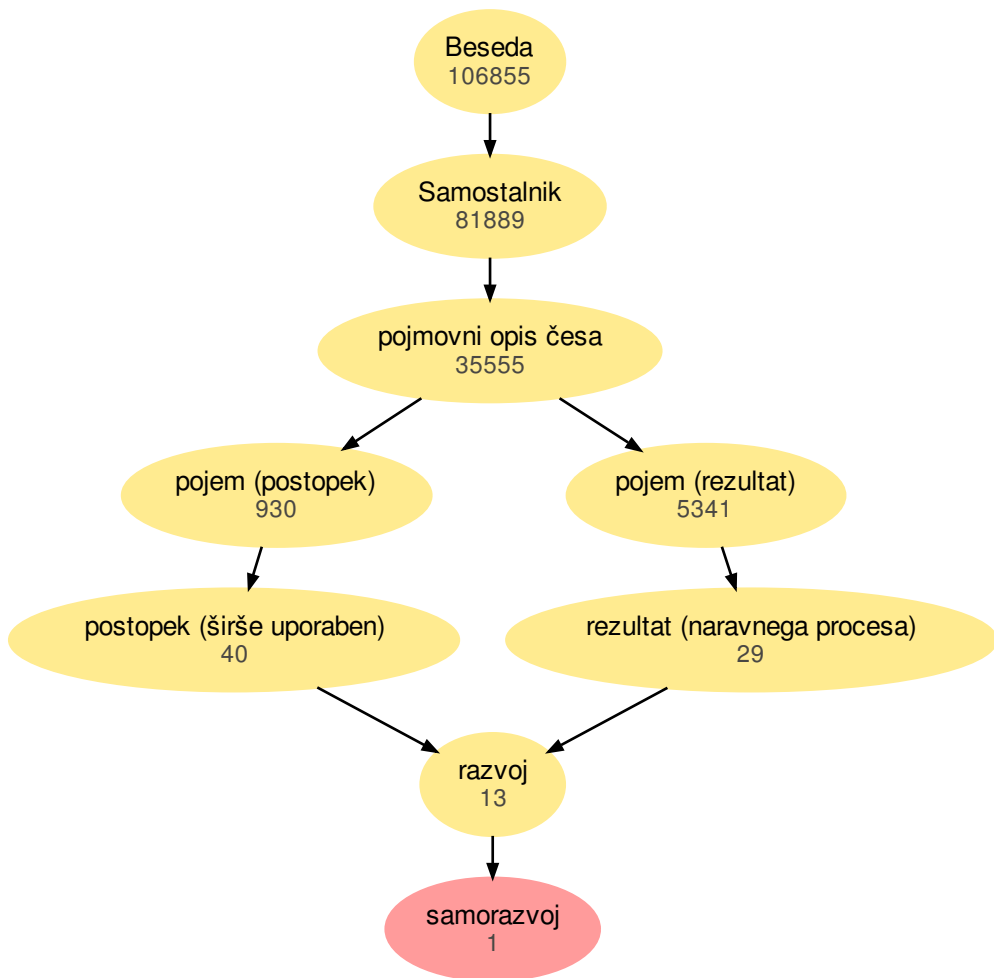 Beseda
106855
Samostalnik
81889
pojmovni opis česa
35555
pojem (postopek)
930
pojem (rezultat)
5341
postopek (širše uporaben)
40
rezultat (naravnega procesa)
29
razvoj
13
samorazvoj
1